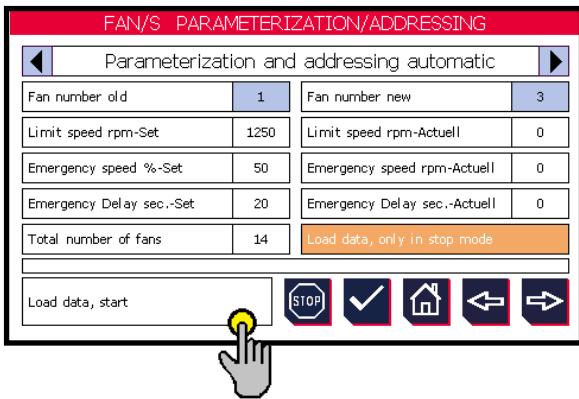 FAN/S PARAMETERIZATION/ADDRESSING
Parameterization and addressing automatic
Fan number old 1 Fan number new 3
Limit speed rpm-Set 1250 Limit speed rpm-Actuell 0
Emergency speed %-Set 50 Emergency speed rpm-Actuell 0
Emergency Delay sec.-Set 20 Emergency Delay sec.-Actuell 0
Total number of fans 14 Load data, only in stop mode
Load data, start STOP